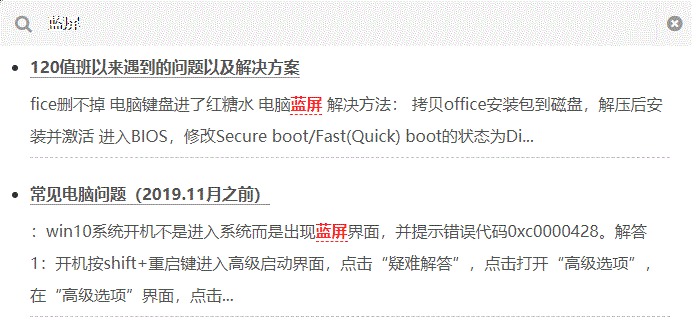 蓝屏
120值班以来遇到的问题以及解决方案
fice删不掉 电脑键盘进了红糖水 电脑蓝屏 解决方法： 拷贝office安装包到磁盘，解压后安
装并激活 进入BIOS，修改Secure boot/Fast(Quick) boot的状态为Di...
常见电脑问题（2019.11月之前）
：win10系统开机不是进入系统而是出现蓝屏界面，并提示错误代码0xc0000428。解答
1：开机按shift+重启键进入高级启动界面，点击“疑难解答”，点击打开“高级选项”，
在“高级选项”界面，点击...